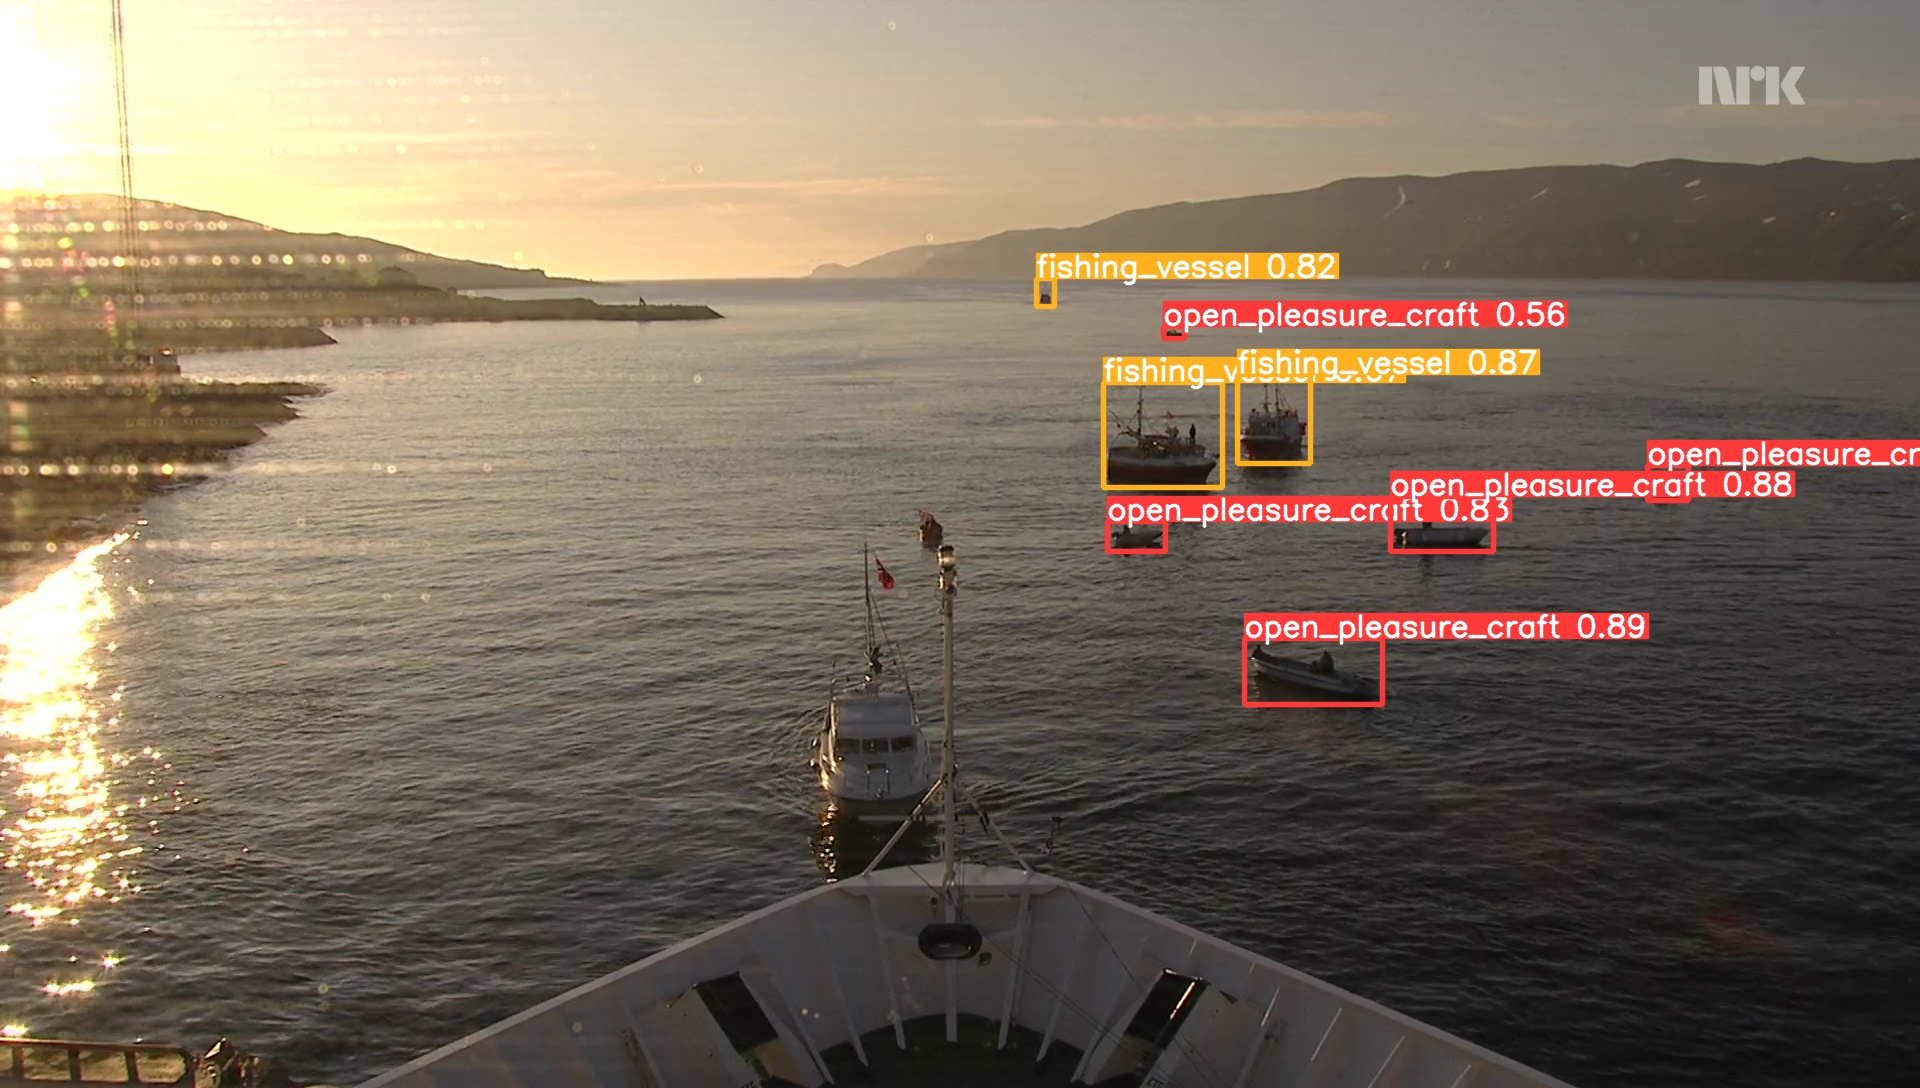 NRK
fishing_vessel 0.82
open_pleasure_craft 0.56
fishing_vessel 0.87
open_pleasure_cr
open_pleasure_craft 0.88
open_pleasure_craft 0.83
open_pleasure_craft 0.89